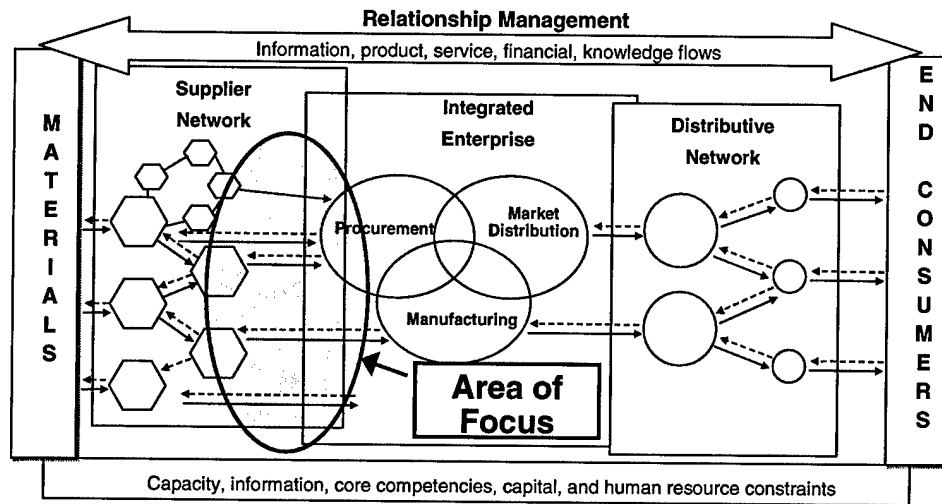 Relationship Management
Information, product, service, financial, knowledge flows
MATERIALS
Supplier
Network
Integrated
Enterprise
Distributive
Network
END CONSUMERS
Procurement
Market
Distribution
Manufacturing
Area of
Focus
Capacity, information, core competencies, capital, and human resource constraints